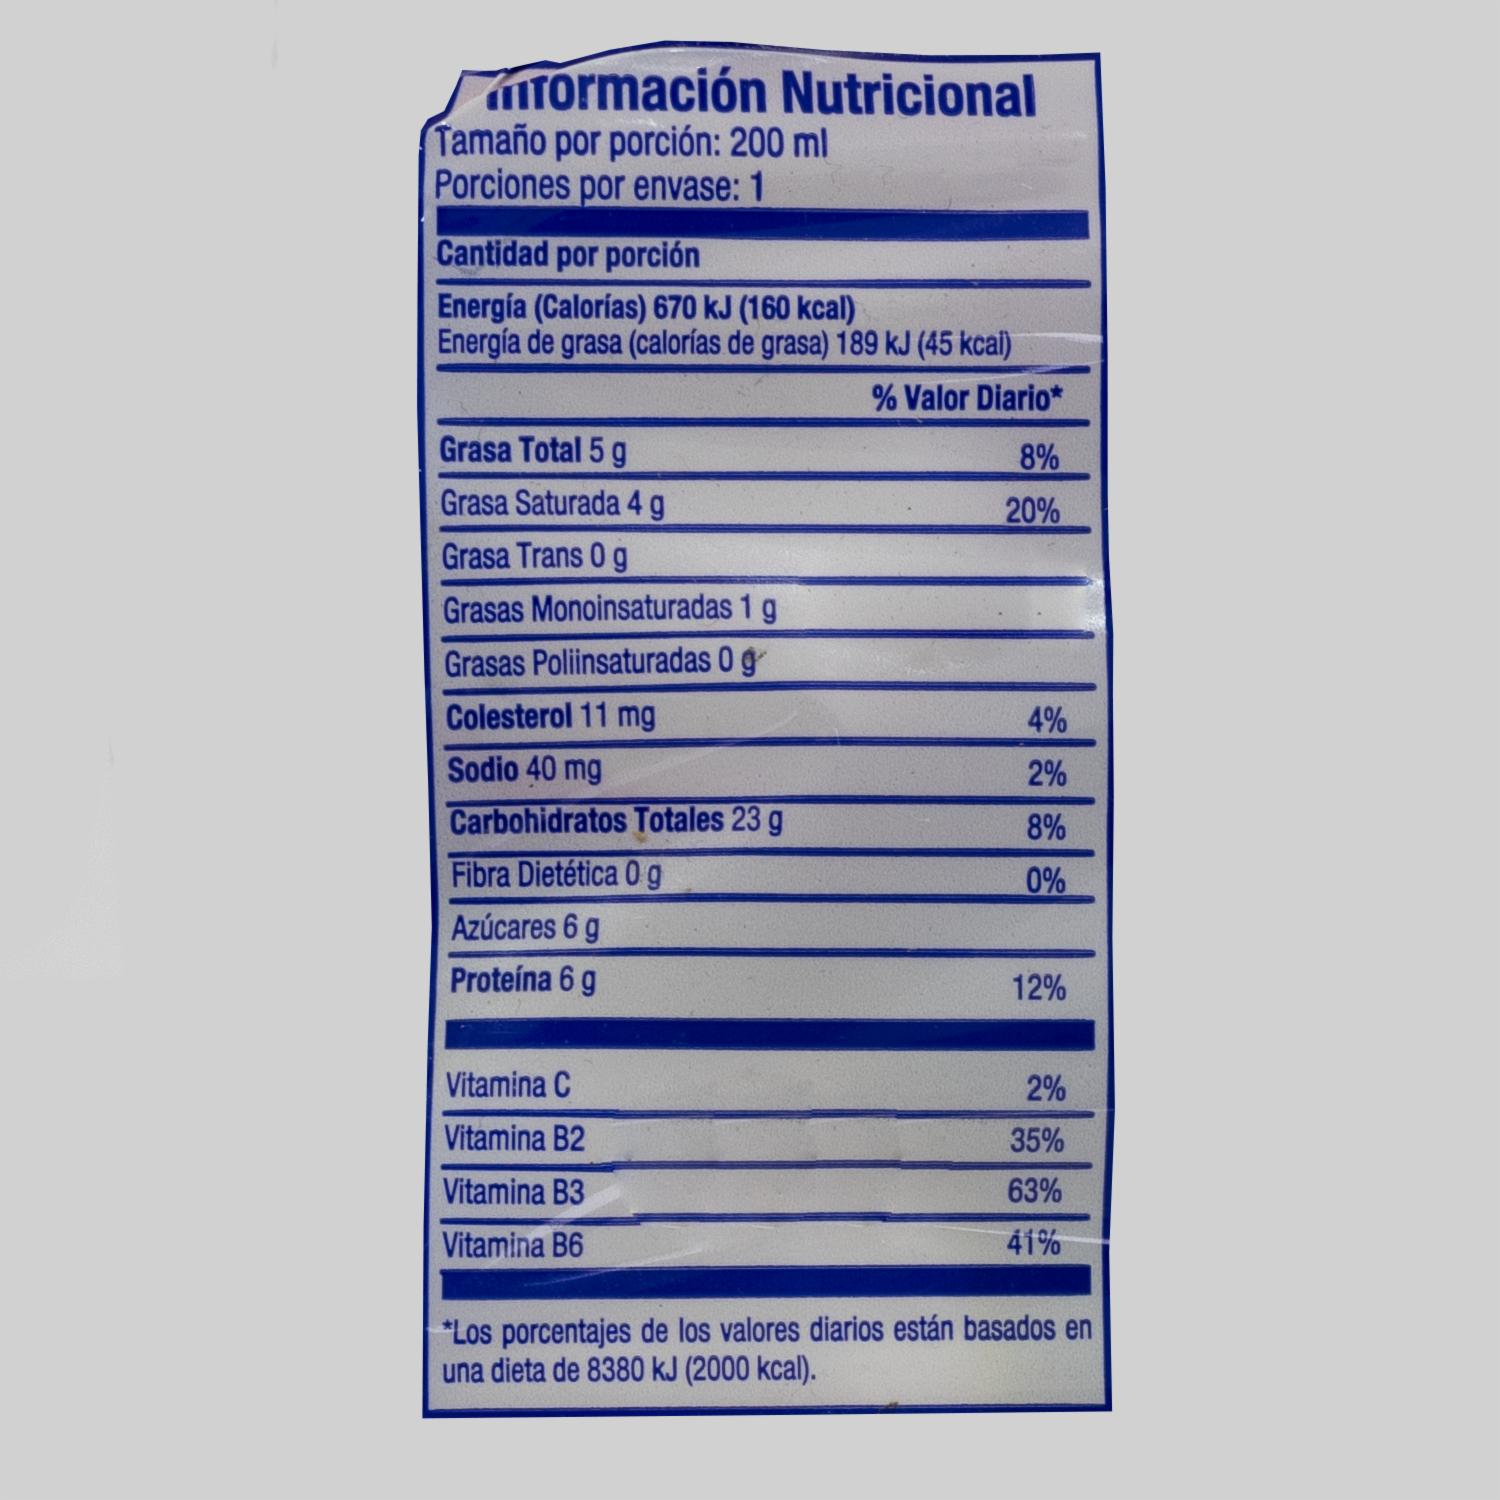 Información Nutricional
Tamaño por porción: 200 ml
Porciones por envase: 1
Cantidad por porción
Energía (Calorías) 670 kJ (160 kcal)
Energía de grasa (calorías de grasa) 189 kJ (45 kcal)
% Valor Diario*
Grasa Total 5 g 8%
Grasa Saturada 4 g 20%
Grasa Trans 0 g
Grasas Monoinsaturadas 1 g
Grasas Poliinsaturadas 0 g
Colesterol 11 mg 4%
Sodio 40 mg 2%
Carbohidratos Totales 23 g 8%
Fibra Dietética 0 g 0%
Azúcares 6 g
Proteína 6 g 12%
Vitamina C 2%
Vitamina B2 35%
Vitamina B3 63%
Vitamina B6 41%
*Los porcentajes de los valores diarios están basados en
una dieta de 8380 kJ (2000 kcal).